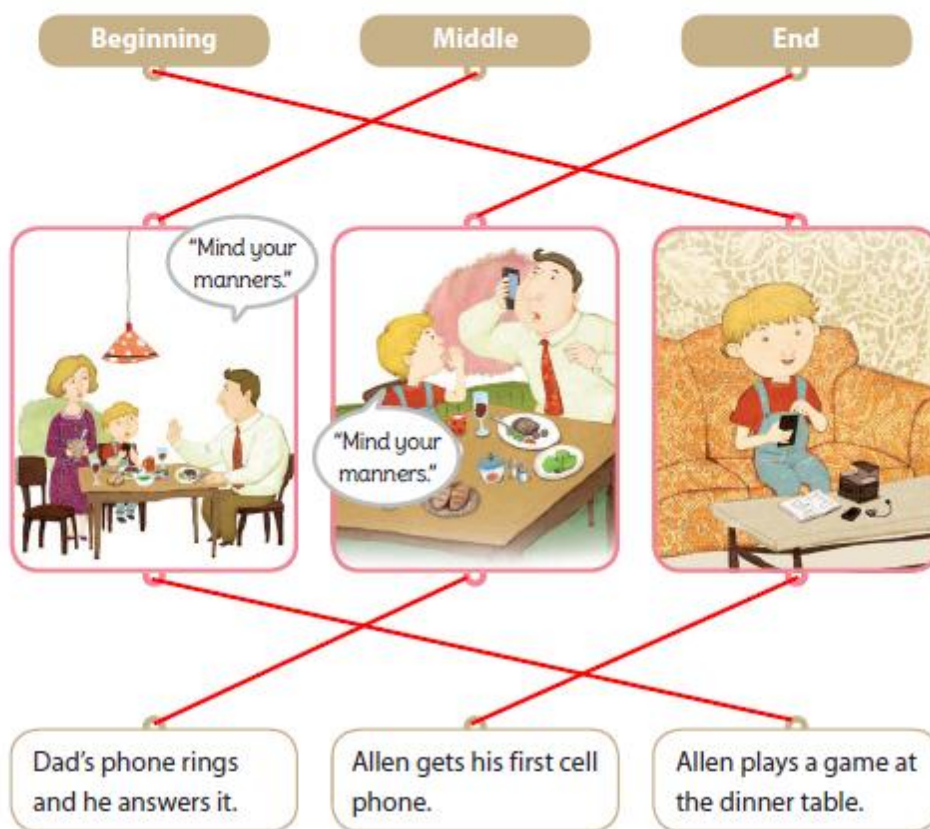 Beginning
Middle
End
"Mind your
manners."
"Mind your
manners."
Dad's phone rings
and he answers it.
Allen gets his first cell
phone.
Allen plays a game at
the dinner table.